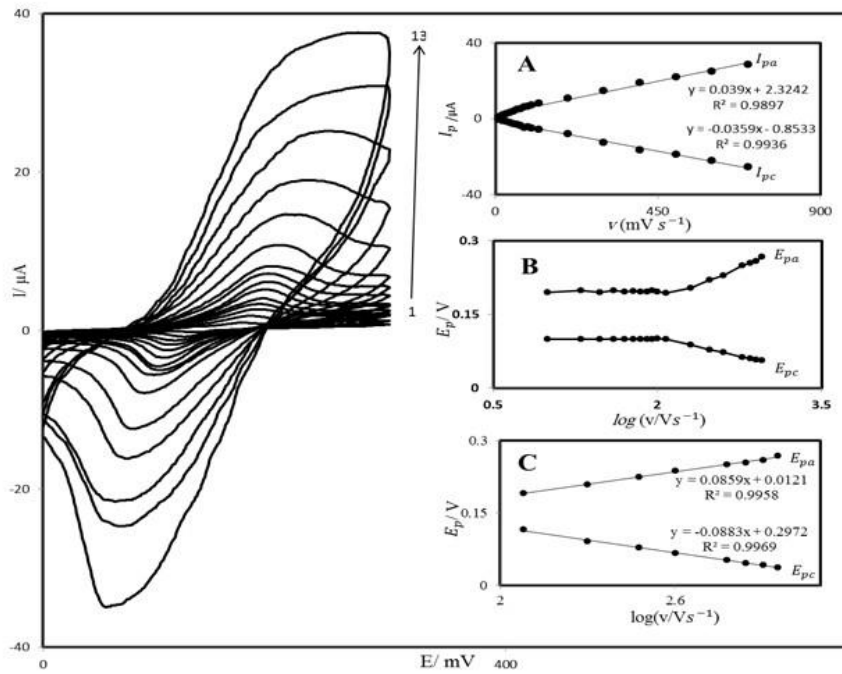 40
20
0
-20
-40
I/ μA
0
400
E/ mV
13
1
A
40
0
-40
I_p /μA
I_pa
y = 0.039x + 2.3242
R² = 0.9897
y = -0.0359x - 0.8533
R² = 0.9936
I_pc
0
450
900
ν (mV s⁻¹)
B
0.3
0.15
0
E_p/ V
E_pa
E_pc
0.5
2
3.5
log (v/Vs⁻¹)
C
0.3
0.15
0
E_p/ V
E_pa
y = 0.0859x + 0.0121
R² = 0.9958
y = -0.0883x + 0.2972
R² = 0.9969
E_pc
2
2.6
log(v/Vs⁻¹)